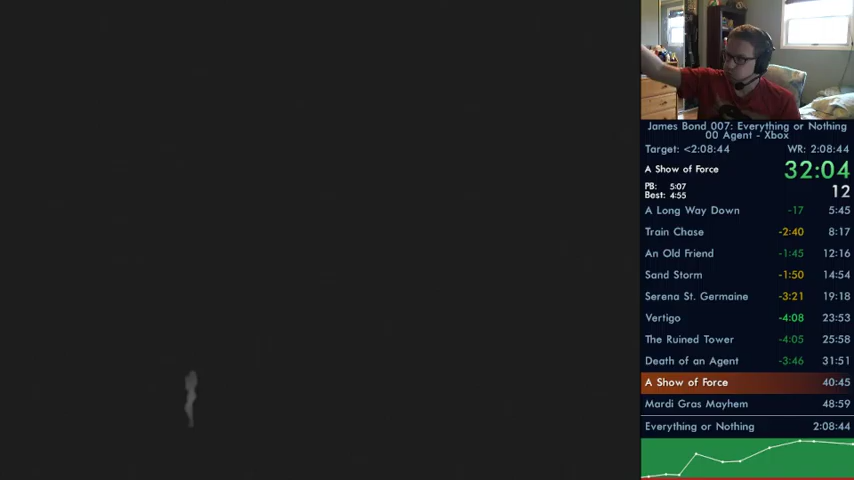 James Bond 007: Everything or Nothing
00 Agent - Xbox
Target: <2:08:44 WR: 2:08:44
A Show of Force 32:04
PB: 5:07
Best: 4:55 12
A Long Way Down -17 5:45
Train Chase -2:40 8:17
An Old Friend -1:45 12:16
Sand Storm -1:50 14:54
Serena St. Germaine -3:21 19:18
Vertigo -4:08 23:53
The Ruined Tower -4:05 25:58
Death of an Agent -3:46 31:51
A Show of Force 40:45
Mardi Gras Mayhem 48:59
Everything or Nothing 2:08:44